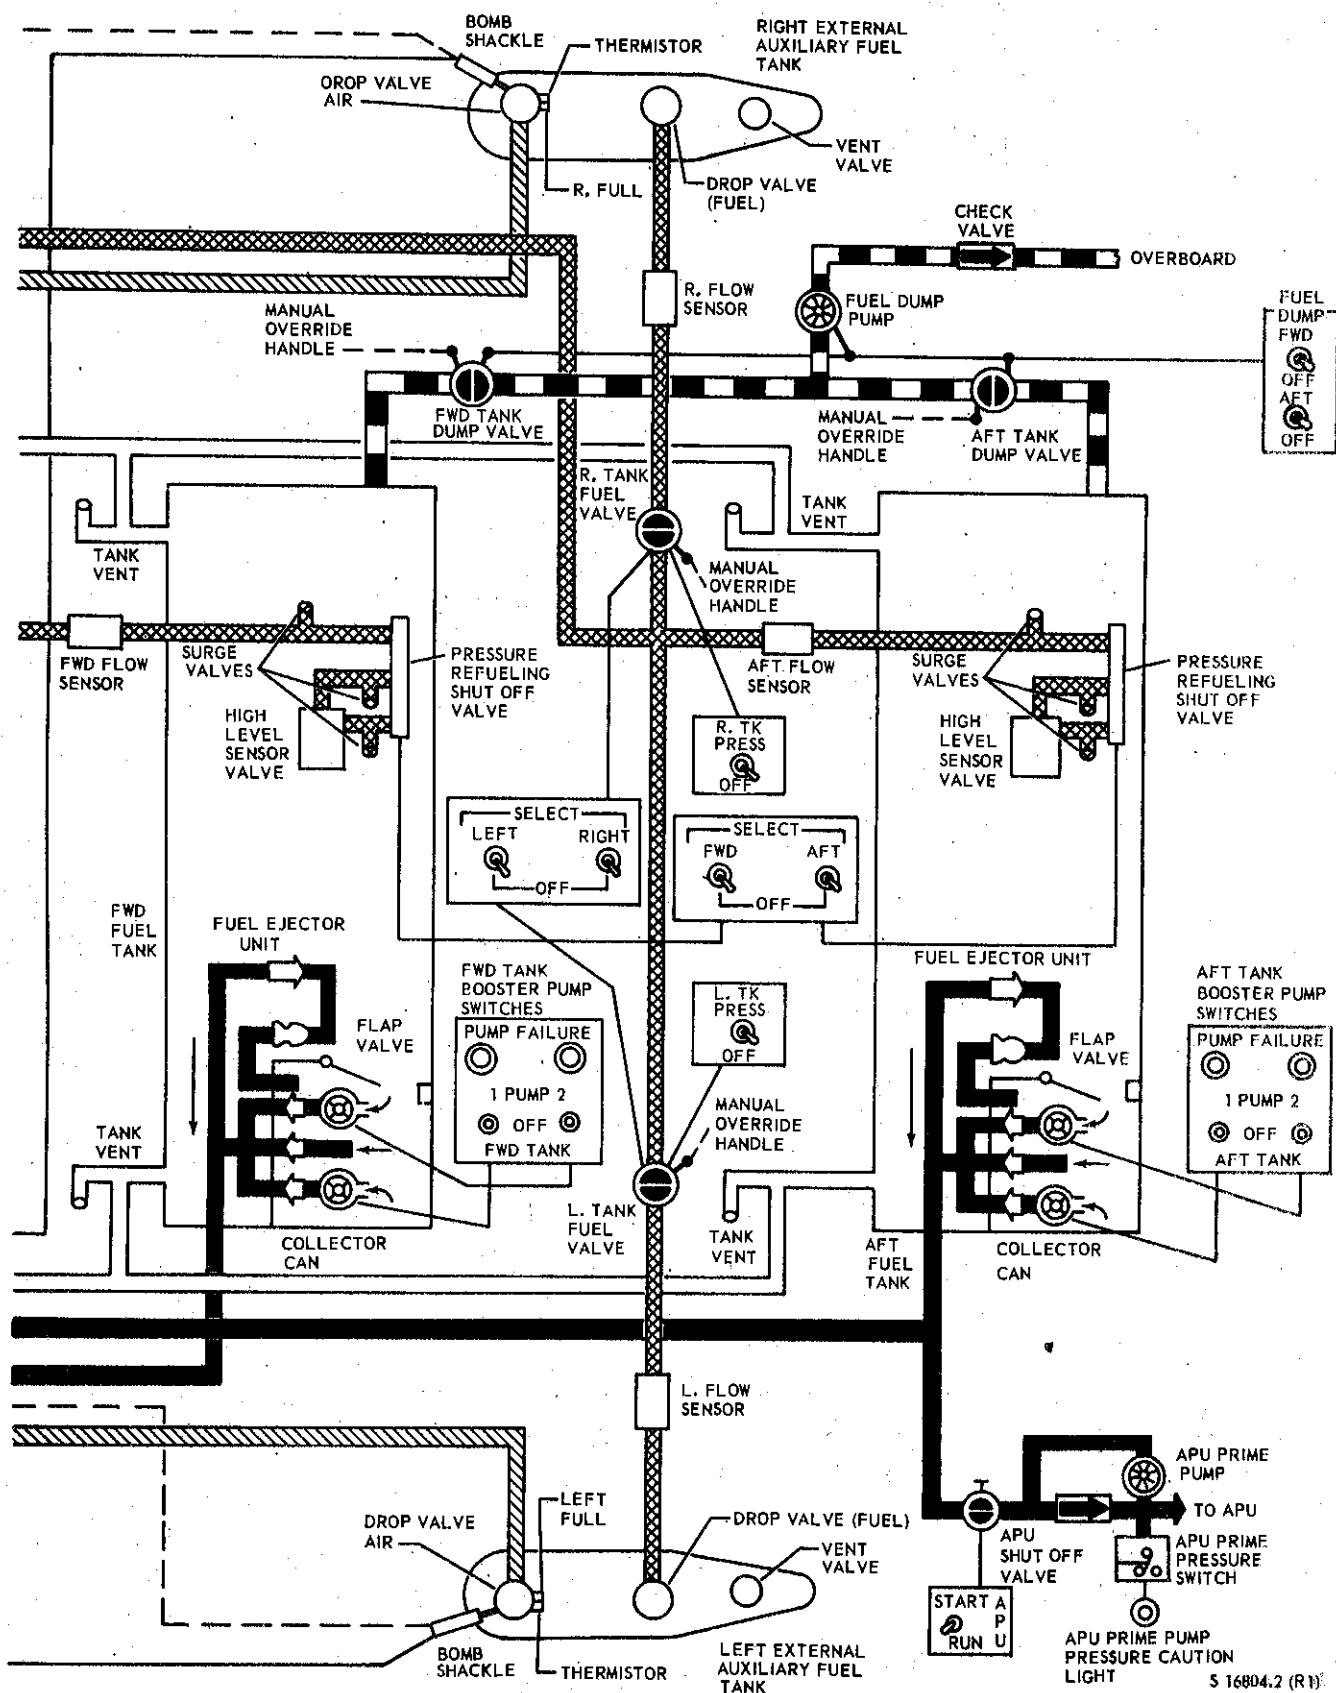 BOMB
SHACKLE
THERMISTOR
RIGHT EXTERNAL
AUXILIARY FUEL
TANK
DROP VALVE
AIR
VENT
VALVE
R. FULL
DROP VALVE
(FUEL)
CHECK
VALVE
OVERBOARD
R. FLOW
SENSOR
FUEL DUMP
PUMP
FUEL
DUMP
FWD
OFF
AFT
OFF
MANUAL
OVERRIDE
HANDLE
FWD TANK
DUMP VALVE
MANUAL
OVERRIDE
HANDLE
AFT TANK
DUMP VALVE
R. TANK
FUEL
VALVE
TANK
VENT
TANK
VENT
MANUAL
OVERRIDE
HANDLE
FWD FLOW
SENSOR
SURGE
VALVES
PRESSURE
REFUELING
SHUT OFF
VALVE
AFT FLOW
SENSOR
SURGE
VALVES
PRESSURE
REFUELING
SHUT OFF
VALVE
HIGH
LEVEL
SENSOR
VALVE
R. TK
PRESS
OFF
HIGH
LEVEL
SENSOR
VALVE
SELECT
LEFT
RIGHT
OFF
SELECT
FWD
AFT
OFF
FWD
FUEL
TANK
FUEL EJECTOR
UNIT
FWD TANK
BOOSTER PUMP
SWITCHES
L. TK
PRESS
OFF
FUEL EJECTOR UNIT
AFT TANK
BOOSTER PUMP
SWITCHES
FLAP
VALVE
PUMP FAILURE
1 PUMP 2
OFF
FWD TANK
FLAP
VALVE
PUMP FAILURE
1 PUMP 2
OFF
AFT TANK
TANK
VENT
MANUAL
OVERRIDE
HANDLE
COLLECTOR
CAN
L. TANK
FUEL
VALVE
TANK
VENT
AFT
FUEL
TANK
COLLECTOR
CAN
L. FLOW
SENSOR
APU PRIME
PUMP
TO APU
LEFT
FULL
DROP VALVE
AIR
DROP VALVE (FUEL)
VENT
VALVE
APU
SHUT OFF
VALVE
APU PRIME
PRESSURE
SWITCH
START
RUN
APU
BOMB
SHACKLE
THERMISTOR
LEFT EXTERNAL
AUXILIARY FUEL
TANK
APU PRIME PUMP
PRESSURE CAUTION
LIGHT
S 16804.2 (R1)